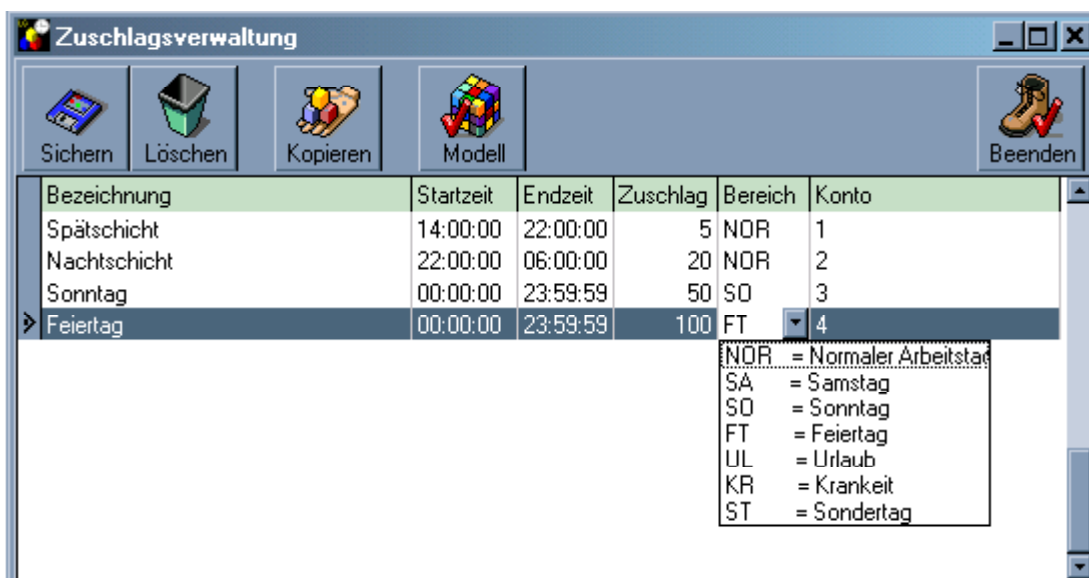 Zuschlagsverwaltung
Sichern Löschen Kopieren Modell Beenden
Bezeichnung Startzeit Endzeit Zuschlag Bereich Konto
Spätschicht 14:00:00 22:00:00 5 NOR 1
Nachtschicht 22:00:00 06:00:00 20 NOR 2
Sonntag 00:00:00 23:59:59 50 SO 3
Feiertag 00:00:00 23:59:59 100 FT 4
NOR = Normaler Arbeitstag
SA = Samstag
SO = Sonntag
FT = Feiertag
UL = Urlaub
KR = Krankeit
ST = Sondertag